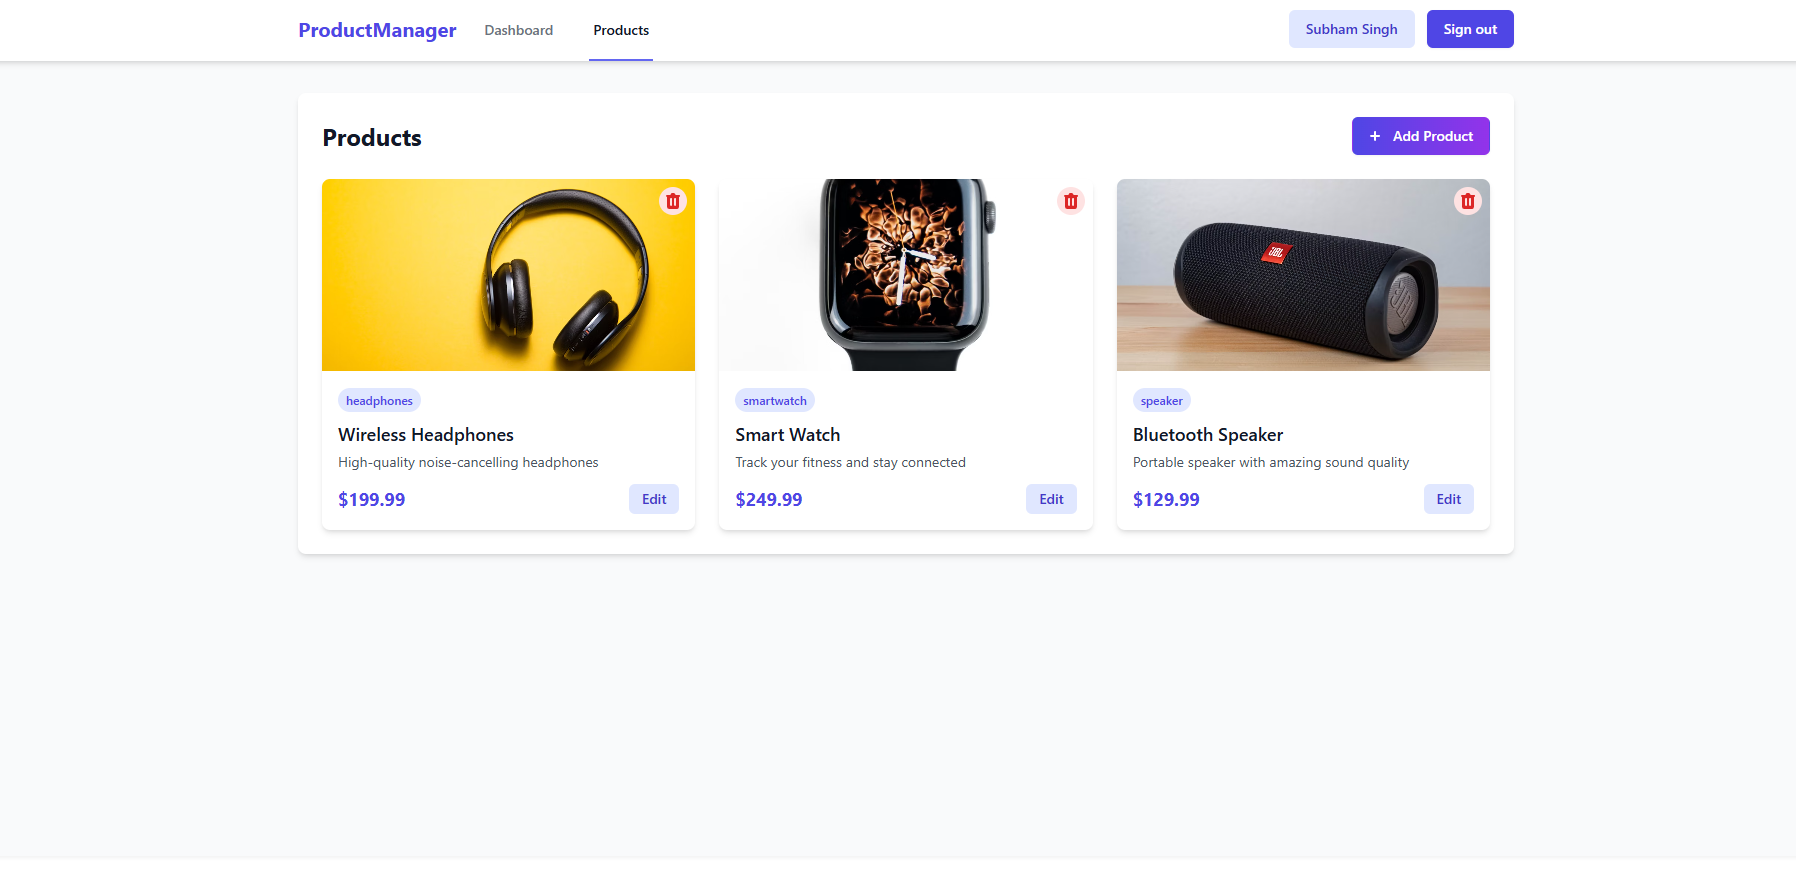 ProductManager Dashboard Products Subham Singh Sign out
Products + Add Product
JBL
JBL
headphones
Wireless Headphones
High-quality noise-cancelling headphones
$199.99 Edit
smartwatch
Smart Watch
Track your fitness and stay connected
$249.99 Edit
speaker
Bluetooth Speaker
Portable speaker with amazing sound quality
$129.99 Edit